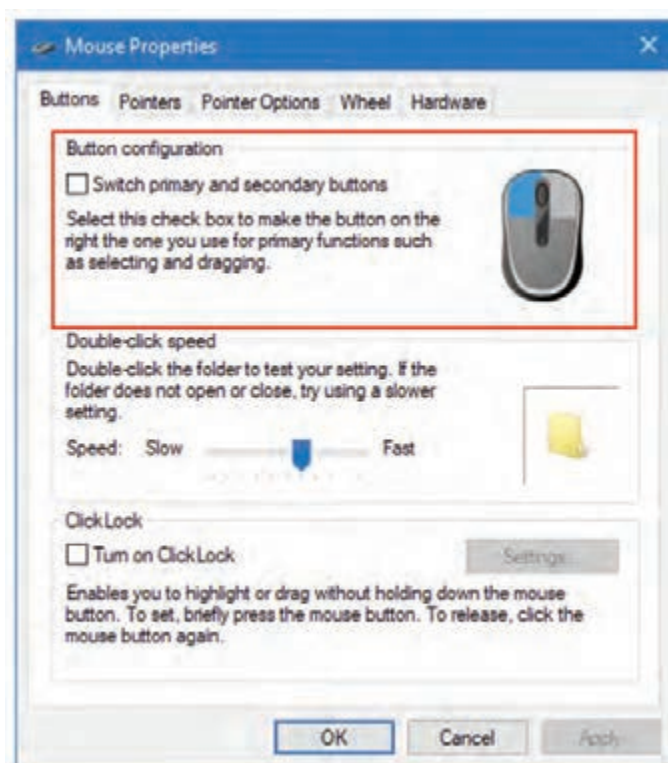 Mouse Properties
Buttons Pointers Pointer Options Wheel Hardware
Button configuration
Switch primary and secondary buttons
Select this check box to make the button on the
right the one you use for primary functions such
as selecting and dragging.
Double-click speed
Double-click the folder to test your setting. If the
folder does not open or close, try using a slower
setting.
Speed: Slow Fast
ClickLock
Turn on ClickLock Settings...
Enables you to highlight or drag without holding down the mouse
button. To set, briefly press the mouse button. To release, click the
mouse button again.
OK Cancel Apply